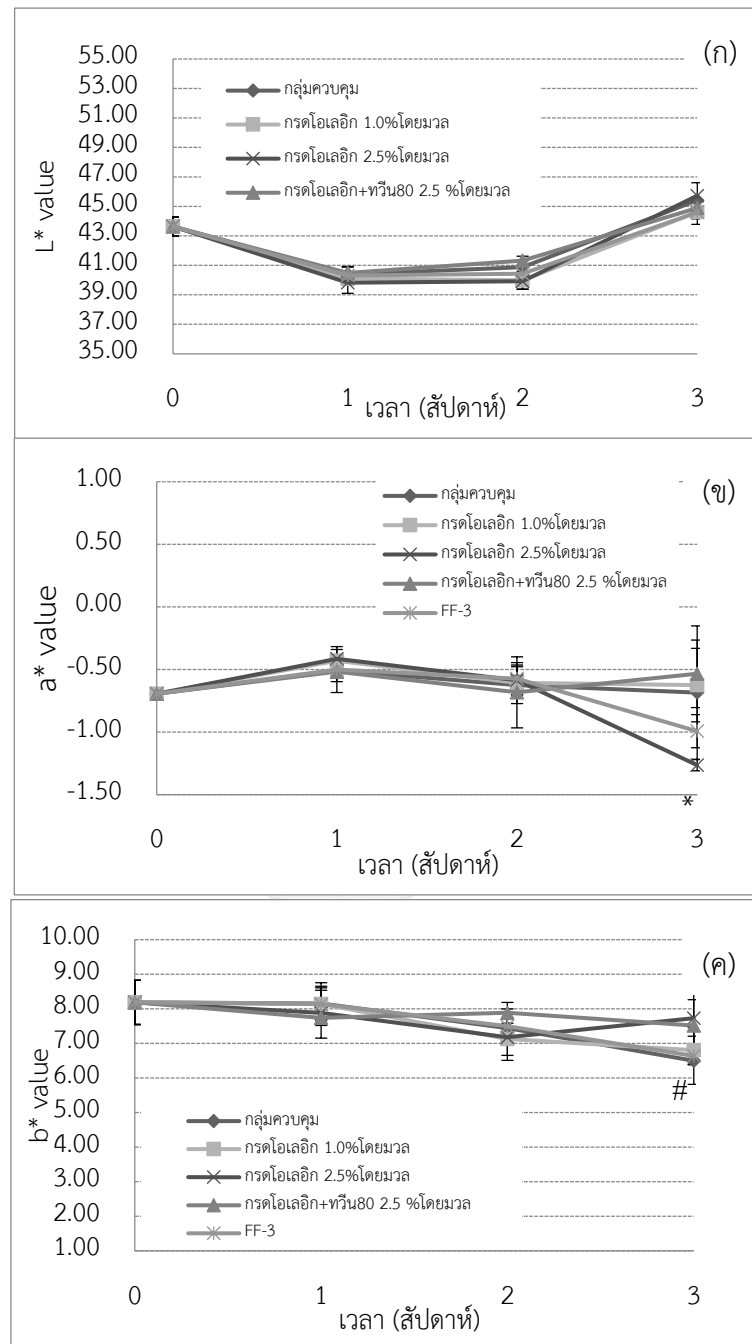 (ก)
55.00
53.00
51.00
49.00
47.00
45.00
43.00
41.00
39.00
37.00
35.00
L* value
กลุ่มควบคุม
กรดโอเลอิก 1.0%โดยมวล
กรดโอเลอิก 2.5%โดยมวล
กรดโอเลอิก+ทวีน80 2.5 %โดยมวล
0 1 2 3
เวลา (สัปดาห์)
(ข)
1.00
0.50
0.00
-0.50
-1.00
-1.50
a* value
กลุ่มควบคุม
กรดโอเลอิก 1.0%โดยมวล
กรดโอเลอิก 2.5%โดยมวล
กรดโอเลอิก+ทวีน80 2.5 %โดยมวล
FF-3
*
0 1 2 3
เวลา (สัปดาห์)
(ค)
10.00
9.00
8.00
7.00
6.00
5.00
4.00
3.00
2.00
1.00
b* value
#
กลุ่มควบคุม
กรดโอเลอิก 1.0%โดยมวล
กรดโอเลอิก 2.5%โดยมวล
กรดโอเลอิก+ทวีน80 2.5 %โดยมวล
FF-3
0 1 2 3
เวลา (สัปดาห์)